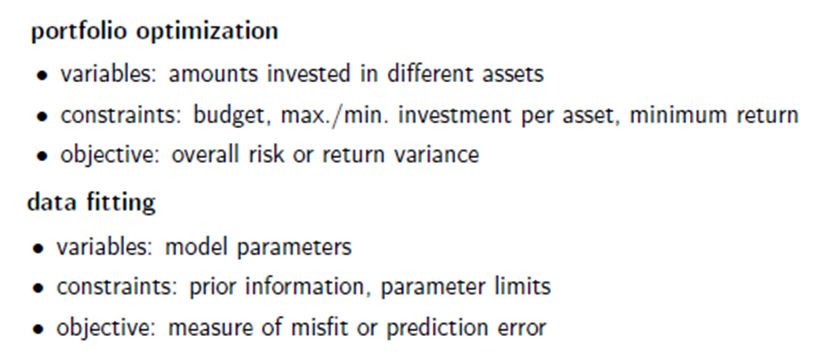 portfolio optimization
• variables: amounts invested in different assets
• constraints: budget, max./min. investment per asset, minimum return
• objective: overall risk or return variance
data fitting
• variables: model parameters
• constraints: prior information, parameter limits
• objective: measure of misfit or prediction error